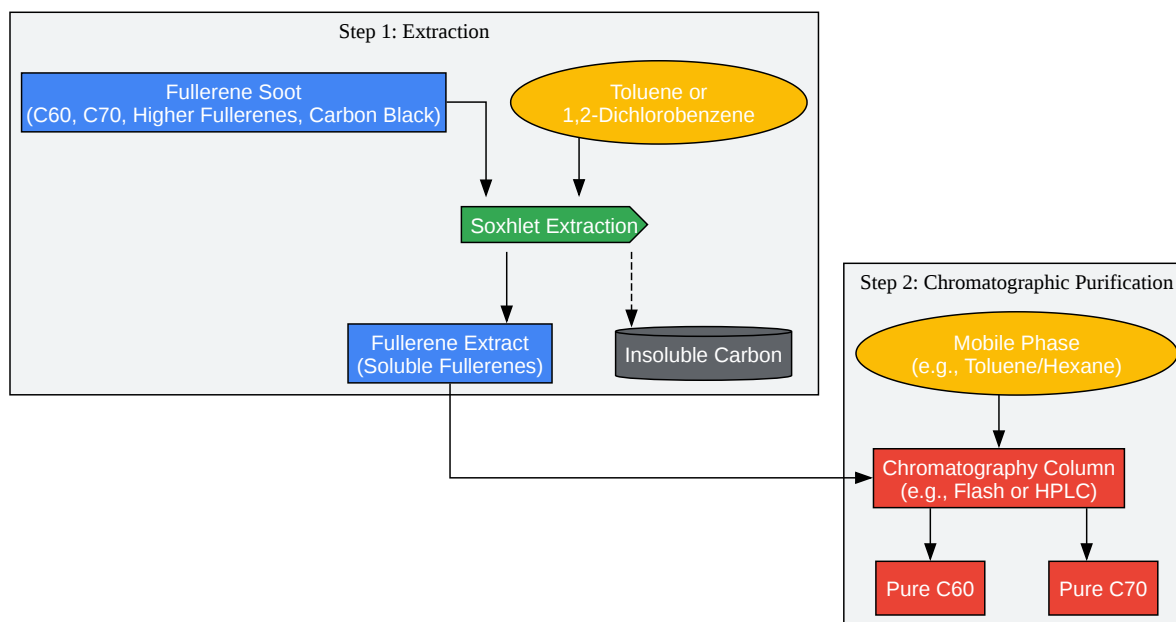 Step 1: Extraction
Fullerene Soot
(C60, C70, Higher Fullerenes, Carbon Black)
Toluene or
1,2-Dichlorobenzene
Soxhlet Extraction
Fullerene Extract
(Soluble Fullerenes)
Insoluble Carbon
Step 2: Chromatographic Purification
Mobile Phase
(e.g., Toluene/Hexane)
Chromatography Column
(e.g., Flash or HPLC)
Pure C60
Pure C70